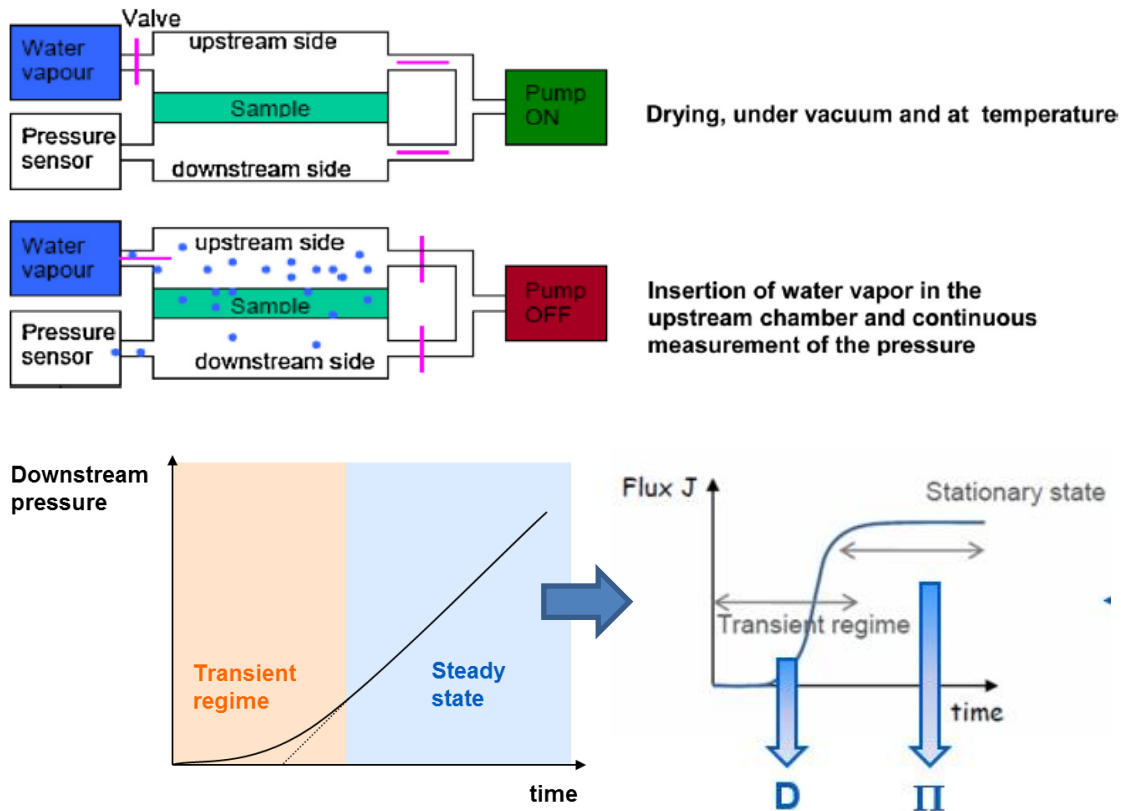 Valve
Water
vapour
upstream side
Sample
Pump
ON
Pressure
sensor
downstream side
Drying, under vacuum and at temperature
Water
vapour
upstream side
Sample
Pump
OFF
Pressure
sensor
downstream side
Insertion of water vapor in the
upstream chamber and continuous
measurement of the pressure
Downstream
pressure
Transient
regime
Steady
state
time
Flux J
Stationary state
Transient regime
time
D
Π